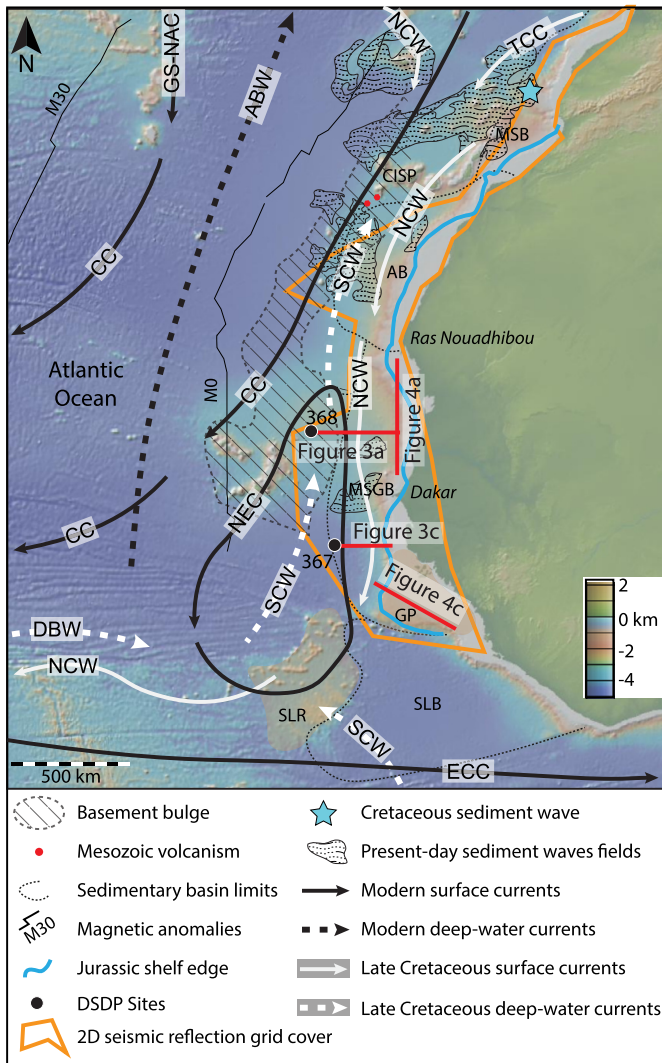 N
M30
GS-NAC
ABW
NCW
TCC
MSB
CISP
NCW
CC
SCW
AB
Ras Nouadhibou
Atlantic
Ocean
M0
CC
NCW
Figure 4a
368
Figure 3a
MSGB
Dakar
NEC
CC
Figure 3c
367
SCW
Figure 4c
GP
DBW
NCW
SLR
SLB
SCW
ECC
500 km
2
0 km
-2
-4
Basement bulge
Cretaceous sediment wave
Mesozoic volcanism
Present-day sediment waves fields
Sedimentary basin limits
Modern surface currents
M30
Magnetic anomalies
Modern deep-water currents
Jurassic shelf edge
Late Cretaceous surface currents
DSDP Sites
Late Cretaceous deep-water currents
2D seismic reflection grid cover